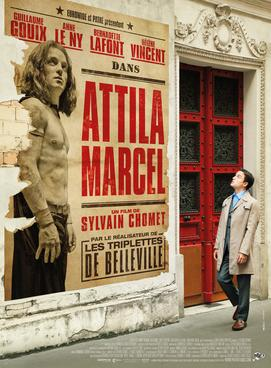 EUROWIDE et PATHÉ présentent
GUILLAUME GOUIX
ANNE LE NY
BERNADETTE LAFONT
HÉLÈNE VINCENT
DANS
ATTILA
MARCEL
UN FILM DE
SYLVAIN CHOMET
PAR LE RÉALISATEUR DE
LES TRIPLETTES
DE BELLEVILLE